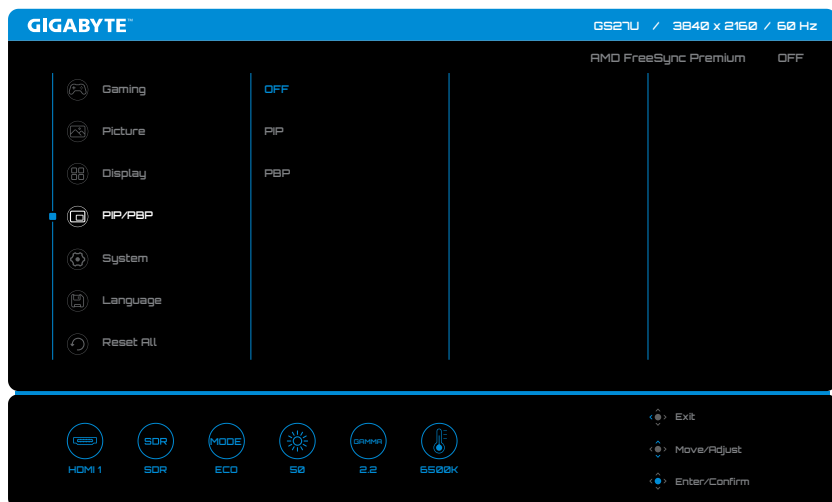 GIGABYTE™
GS27U / 3840 x 2160 / 60 Hz
AMD FreeSync Premium OFF
Gaming
OFF
Picture
PIP
Display
PBP
PIP/PBP
System
Language
Reset All
SDR
MODE
GAMMA
HDMI 1
SDR
ECO
50
2.2
6500K
Exit
Move/Adjust
Enter/Confirm